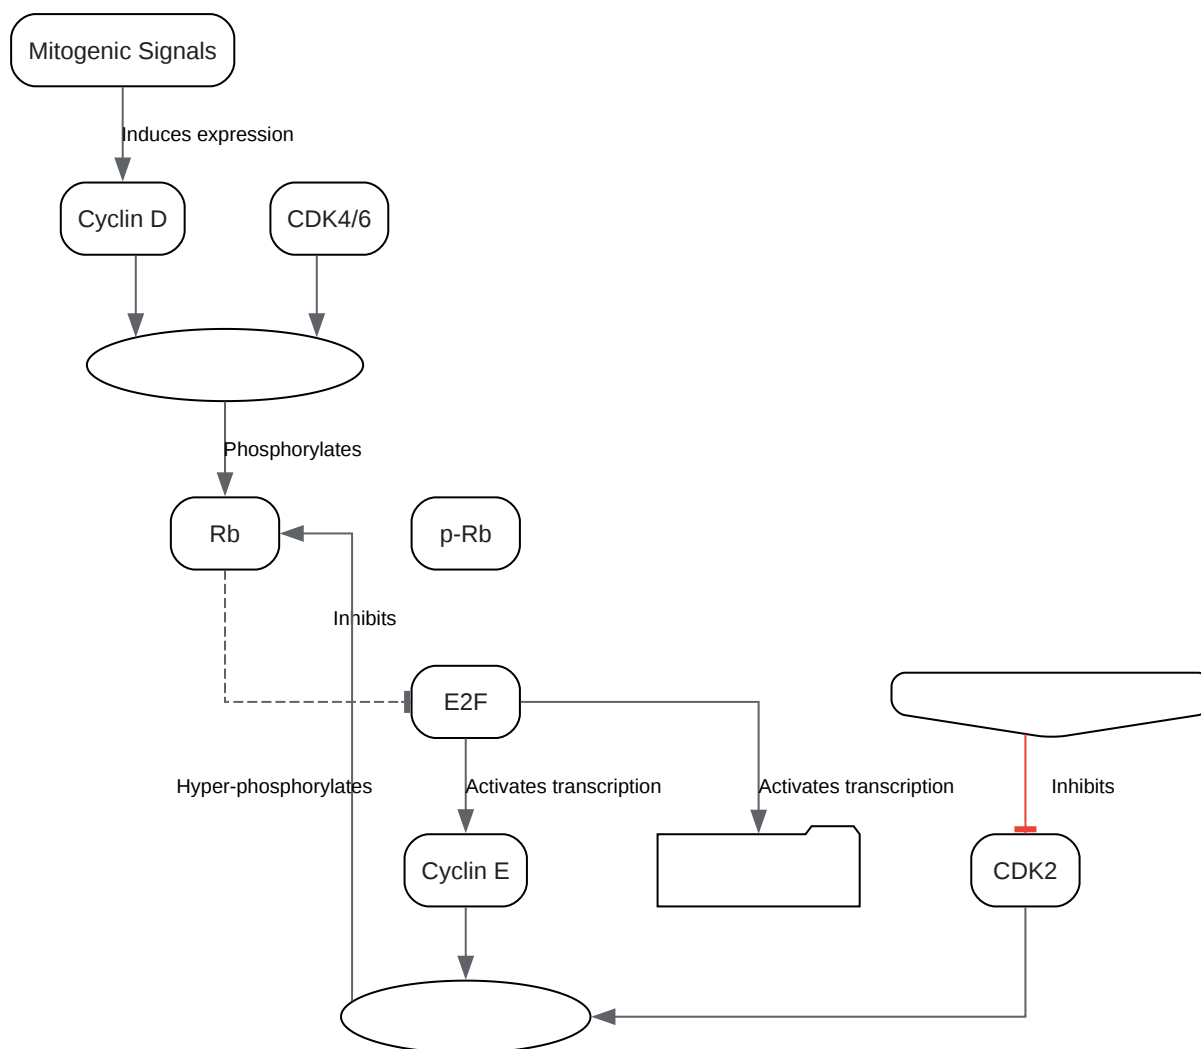 Mitogenic Signals
Induces expression
Cyclin D
CDK4/6
Phosphorylates
Rb
p-Rb
Inhibits
E2F
Hyper-phosphorylates
Activates transcription
Activates transcription
Inhibits
Cyclin E
CDK2